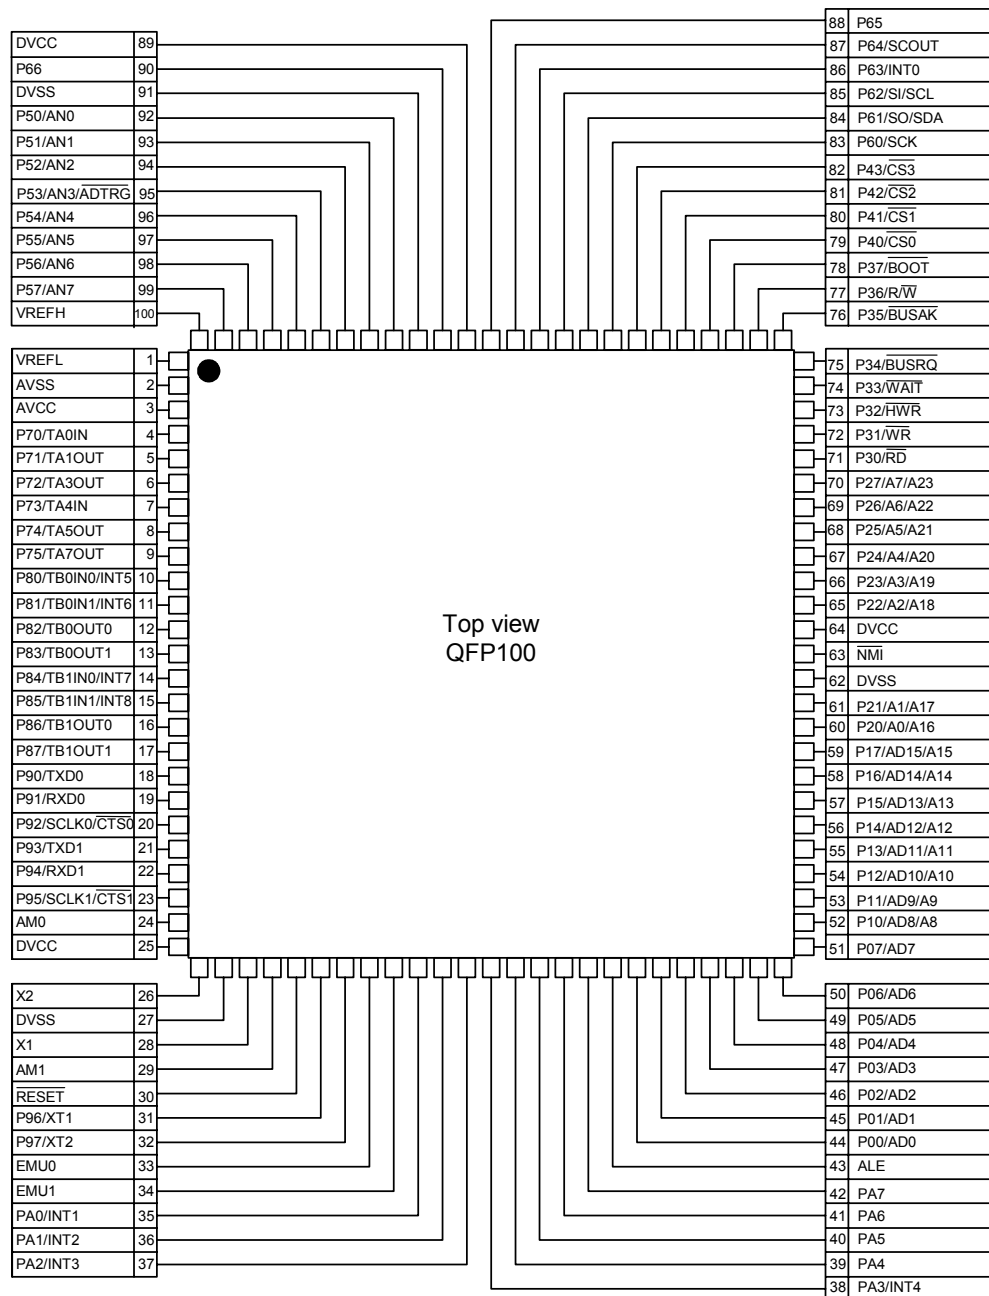 DVCC 89
P66 90
DVSS 91
P50/AN0 92
P51/AN1 93
P52/AN2 94
P53/AN3/ADTRG 95
P54/AN4 96
P55/AN5 97
P56/AN6 98
P57/AN7 99
VREFH 100
88 P65
87 P64/SCOUT
86 P63/INT0
85 P62/SI/SCL
84 P61/SO/SDA
83 P60/SCK
82 P43/CS3
81 P42/CS2
80 P41/CS1
79 P40/CS0
78 P37/BOOT
77 P36/R/W
76 P35/BUSAK
VREFL 1
AVSS 2
AVCC 3
P70/TA0IN 4
P71/TA1OUT 5
P72/TA3OUT 6
P73/TA4IN 7
P74/TA5OUT 8
P75/TA7OUT 9
P80/TB0IN0/INT5 10
P81/TB0IN1/INT6 11
P82/TB0OUT0 12
P83/TB0OUT1 13
P84/TB1IN0/INT7 14
P85/TB1IN1/INT8 15
P86/TB1OUT0 16
P87/TB1OUT1 17
P90/TXD0 18
P91/RXD0 19
P92/SCLK0/CTS0 20
P93/TXD1 21
P94/RXD1 22
P95/SCLK1/CTS1 23
AM0 24
DVCC 25
Top view
QFP100
75 P34/BUSRQ
74 P33/WAIT
73 P32/HWR
72 P31/WR
71 P30/RD
70 P27/A7/A23
69 P26/A6/A22
68 P25/A5/A21
67 P24/A4/A20
66 P23/A3/A19
65 P22/A2/A18
64 DVCC
63 NMI
62 DVSS
61 P21/A1/A17
60 P20/A0/A16
59 P17/AD15/A15
58 P16/AD14/A14
57 P15/AD13/A13
56 P14/AD12/A12
55 P13/AD11/A11
54 P12/AD10/A10
53 P11/AD9/A9
52 P10/AD8/A8
51 P07/AD7
X2 26
DVSS 27
X1 28
AM1 29
RESET 30
P96/XT1 31
P97/XT2 32
EMU0 33
EMU1 34
PA0/INT1 35
PA1/INT2 36
PA2/INT3 37
50 P06/AD6
49 P05/AD5
48 P04/AD4
47 P03/AD3
46 P02/AD2
45 P01/AD1
44 P00/AD0
43 ALE
42 PA7
41 PA6
40 PA5
39 PA4
38 PA3/INT4